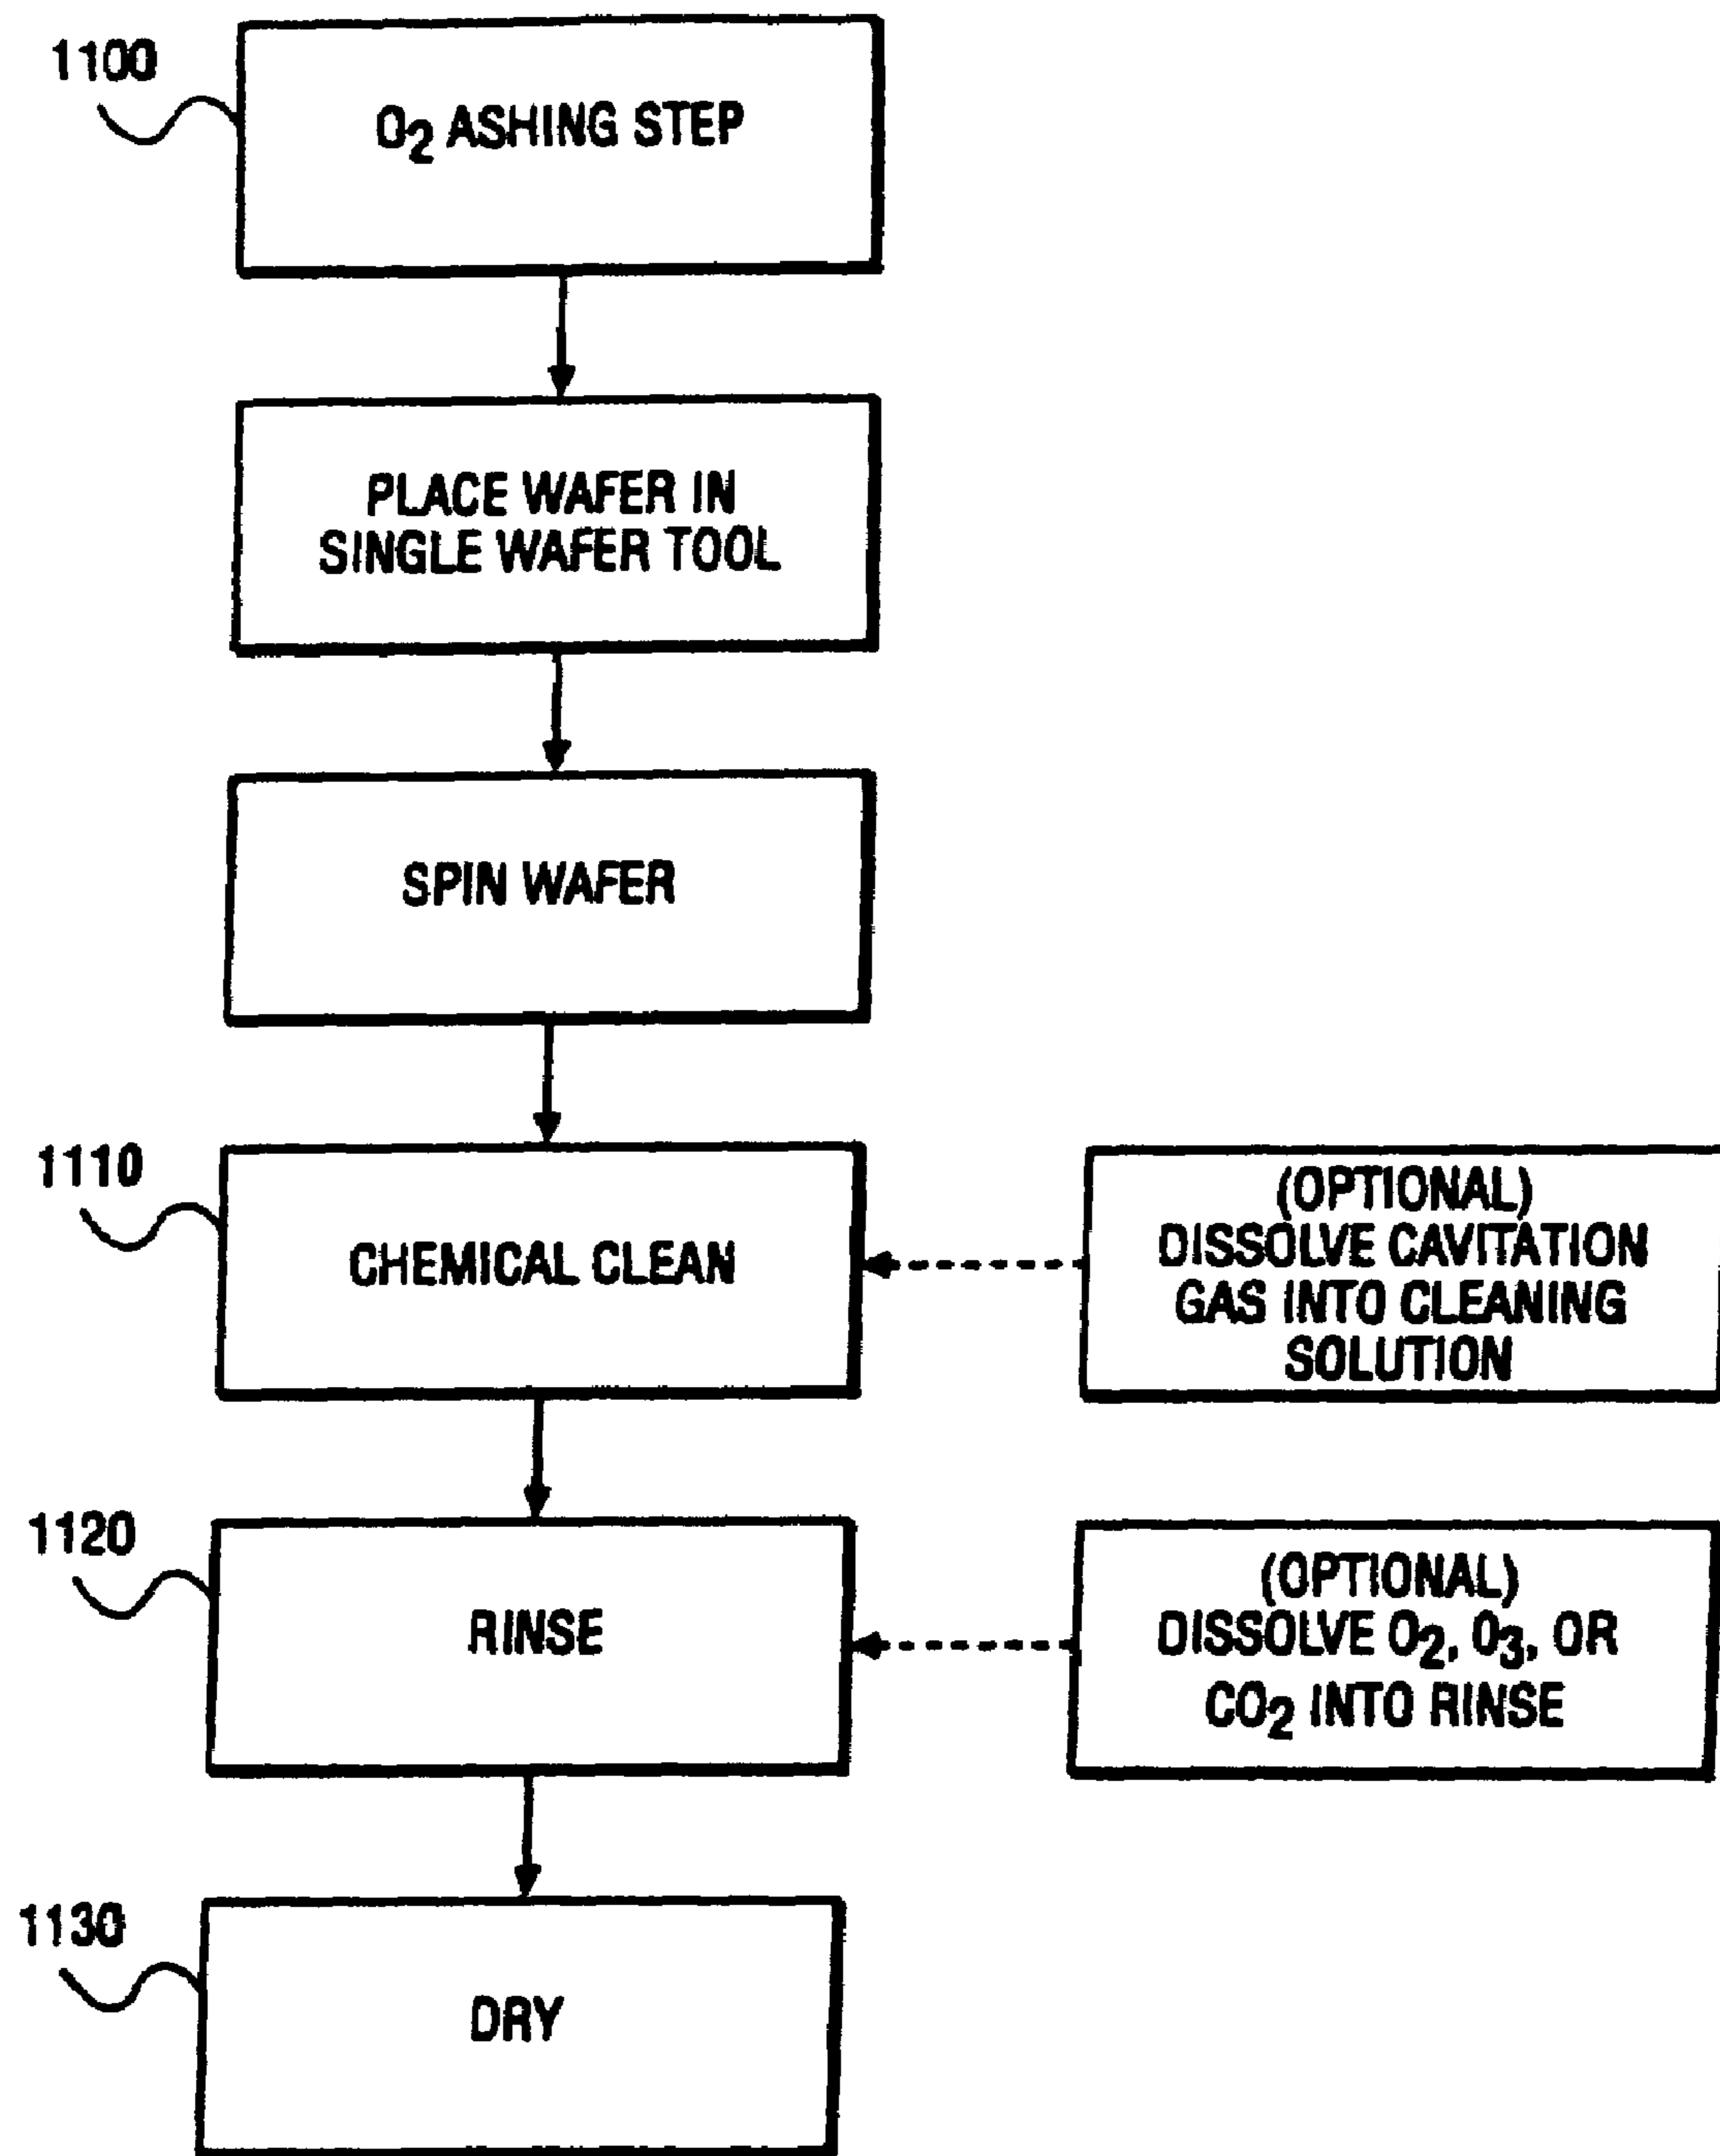 1100
O₂ ASHING STEP
PLACE WAFER IN
SINGLE WAFER TOOL
SPIN WAFER
1110
CHEMICAL CLEAN
(OPTIONAL)
DISSOLVE CAVITATION
GAS INTO CLEANING
SOLUTION
1120
RINSE
(OPTIONAL)
DISSOLVE O₂, O₃, OR
CO₂ INTO RINSE
1130
DRY